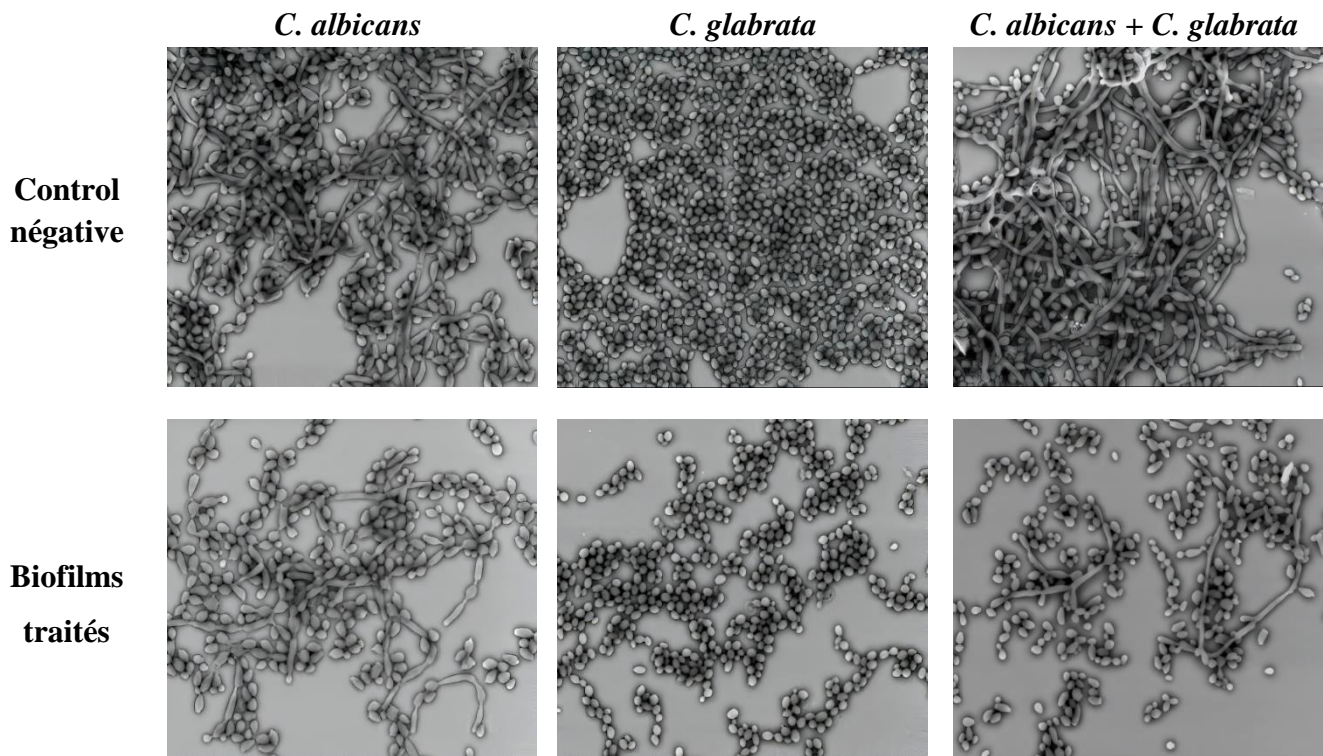 C. albicans
C. glabrata
C. albicans + C. glabrata
Control
négative
Biofilms
traités